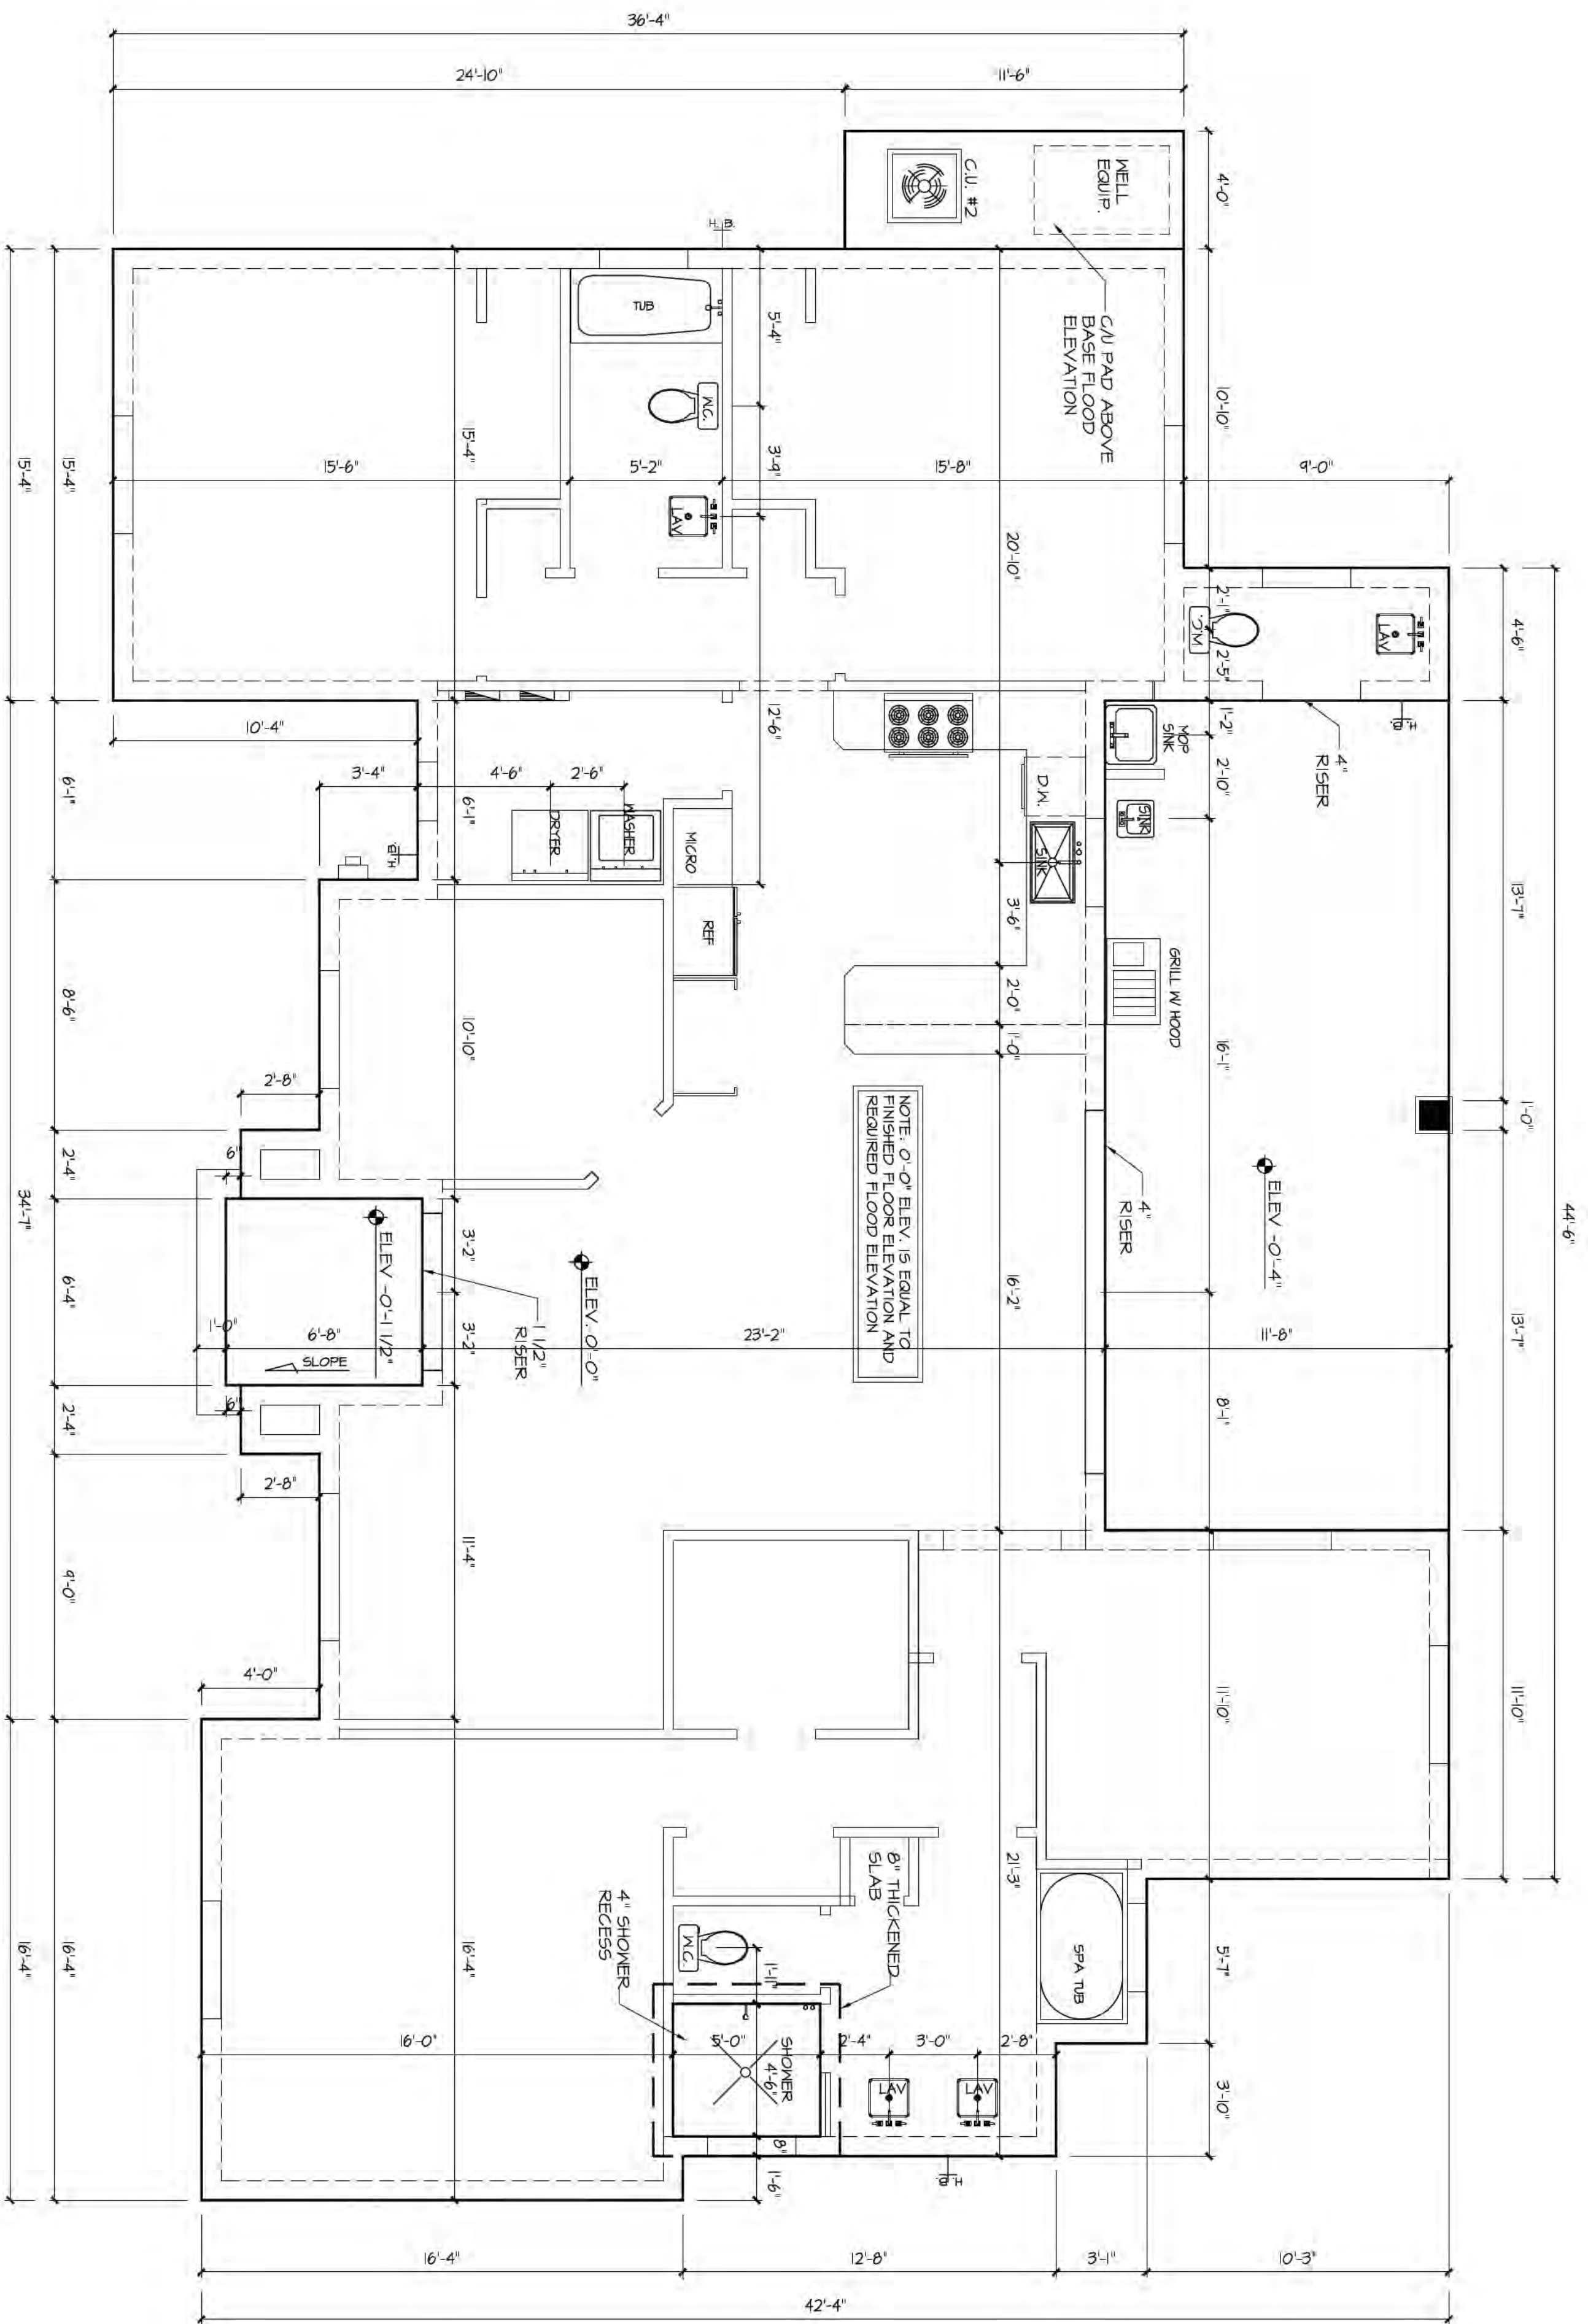 36'-4"
24'-10"
11'-6"
4'-0"
WELL
EQUIP.
C.U. #2
H.B.
C/U PAD ABOVE
BASE FLOOD
ELEVATION
TUB
5'-4"
10'-10"
W.C.
3'-9"
15'-4"
15'-4"
15'-4"
15'-6"
5'-2"
15'-8"
9'-0"
LAV
20'-10"
2'-1"
W.C.
2'-5"
LAV
4'-6"
44'-6"
10'-4"
12'-6"
1'-2"
MOP
SINK
2'-10"
H.B.
4"
RISER
3'-4"
4'-6"
2'-6"
6'-1"
6'-1"
DRYER
WASHER
MICRO
D.W.
SINK
SINK
H.B.
REF
3'-6"
13'-7"
GRILL W/ HOOD
8'-6"
10'-10"
2'-0"
1'-0"
16'-1"
2'-8"
1'-0"
NOTE: 0'-0" ELEV. IS EQUAL TO
FINISHED FLOOR ELEVATION AND
REQUIRED FLOOD ELEVATION
2'-4"
6"
34'-7"
4"
RISER
ELEV -0'-4"
ELEV -0'-1 1/2"
3'-2"
ELEV. 0'-0"
16'-2"
6'-4"
1'-0"
6'-8"
SLOPE
3'-2"
1 1/2"
RISER
23'-2"
11'-8"
13'-7"
2'-4"
6"
8'-1"
2'-8"
9'-0"
11'-4"
4'-0"
11'-10"
11'-10"
8" THICKENED
SLAB
21'-3"
4" SHOWER
RECESS
W.C.
SPA TUB
5'-7"
16'-4"
16'-4"
16'-4"
1'-11"
16'-0"
5'-0"
SHOWER
4'-6"
2'-4"
3'-0"
2'-8"
LAV
LAV
3'-10"
8"
1'-6"
H.B.
16'-4"
12'-8"
3'-1"
10'-3"
42'-4"